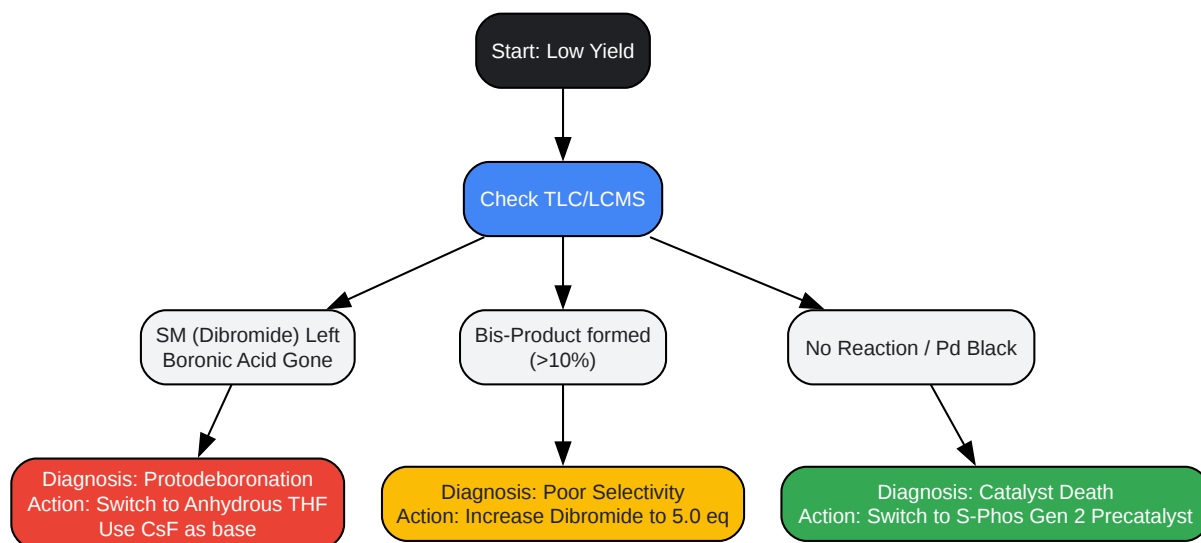 Start: Low Yield
Check TLC/LCMS
SM (Dibromide) Left
Boronic Acid Gone
Bis-Product formed
(>10%)
No Reaction / Pd Black
Diagnosis: Protodeboronation
Action: Switch to Anhydrous THF
Use CsF as base
Diagnosis: Poor Selectivity
Action: Increase Dibromide to 5.0 eq
Diagnosis: Catalyst Death
Action: Switch to S-Phos Gen 2 Precatalyst